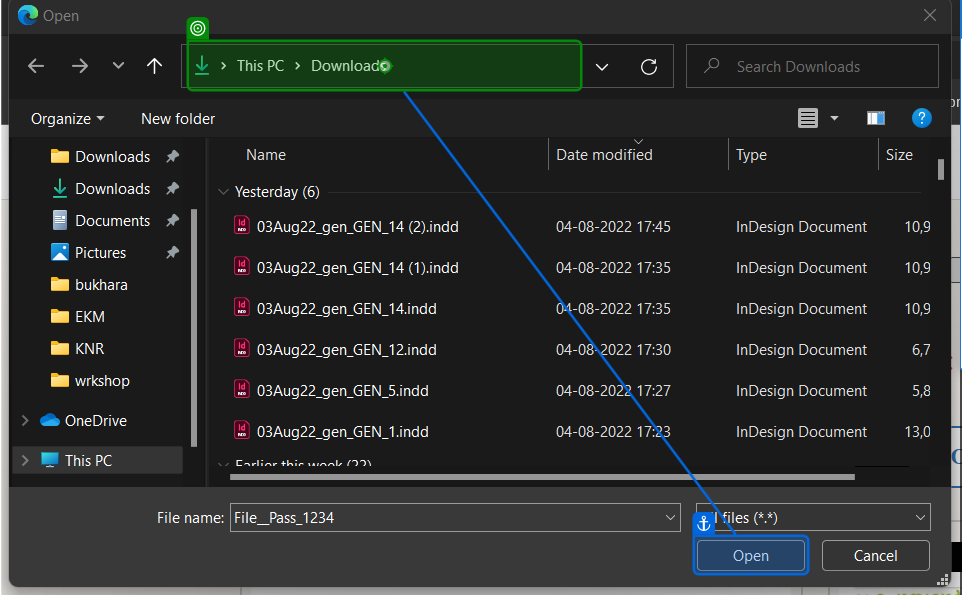 Open
This PC > Downloads
Search Downloads
Organize
New folder
Name Date modified Type Size
Downloads
Downloads
Documents
Pictures
bukhara
EKM
KNR
wrkshop
OneDrive
This PC
Yesterday (6)
03Aug22_gen_GEN_14 (2).indd 04-08-2022 17:45 InDesign Document 10,9
03Aug22_gen_GEN_14 (1).indd 04-08-2022 17:35 InDesign Document 10,9
03Aug22_gen_GEN_14.indd 04-08-2022 17:35 InDesign Document 10,9
03Aug22_gen_GEN_12.indd 04-08-2022 17:30 InDesign Document 6,7
03Aug22_gen_GEN_5.indd 04-08-2022 17:27 InDesign Document 5,8
03Aug22_gen_GEN_1.indd 04-08-2022 17:23 InDesign Document 13,0
Earlier this week (22)
File name: File__Pass_1234
files (*.*)
Open Cancel